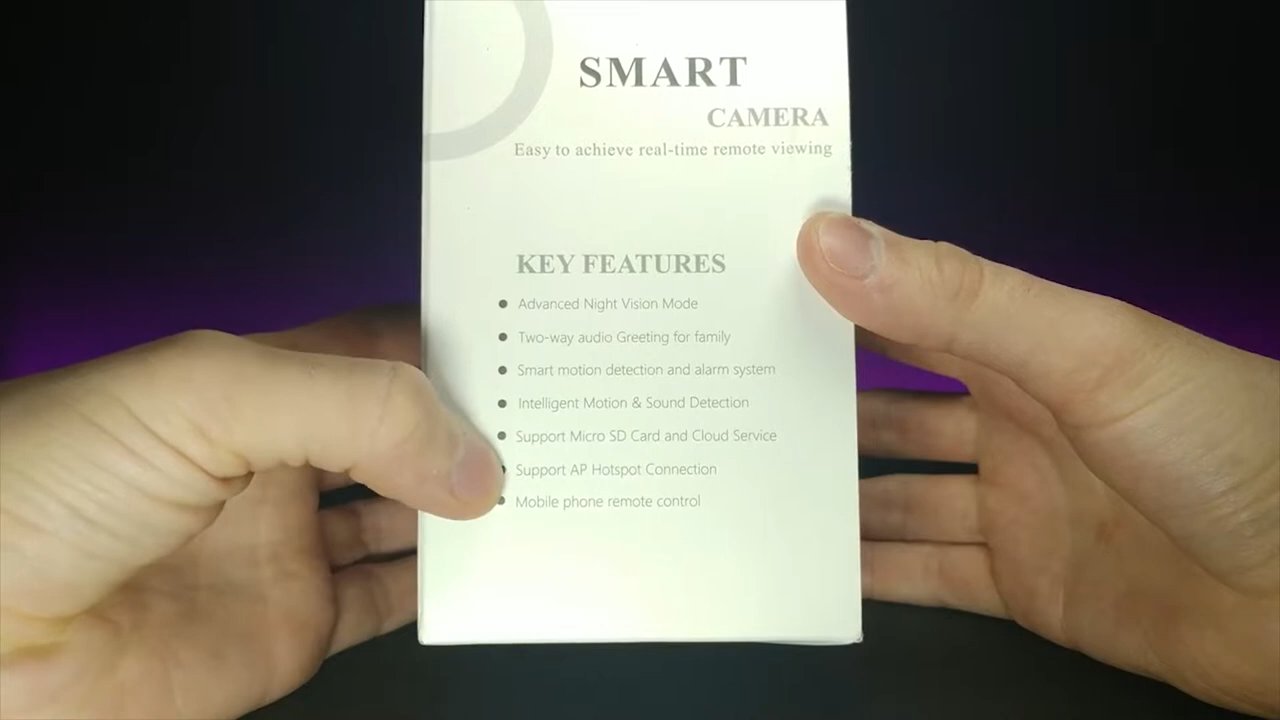 SMART
CAMERA
Easy to achieve real-time remote viewing
KEY FEATURES
Advanced Night Vision Mode
Two-way audio Greeting for family
Smart motion detection and alarm system
Intelligent Motion & Sound Detection
Support Micro SD Card and Cloud Service
Support AP Hotspot Connection
Mobile phone remote control